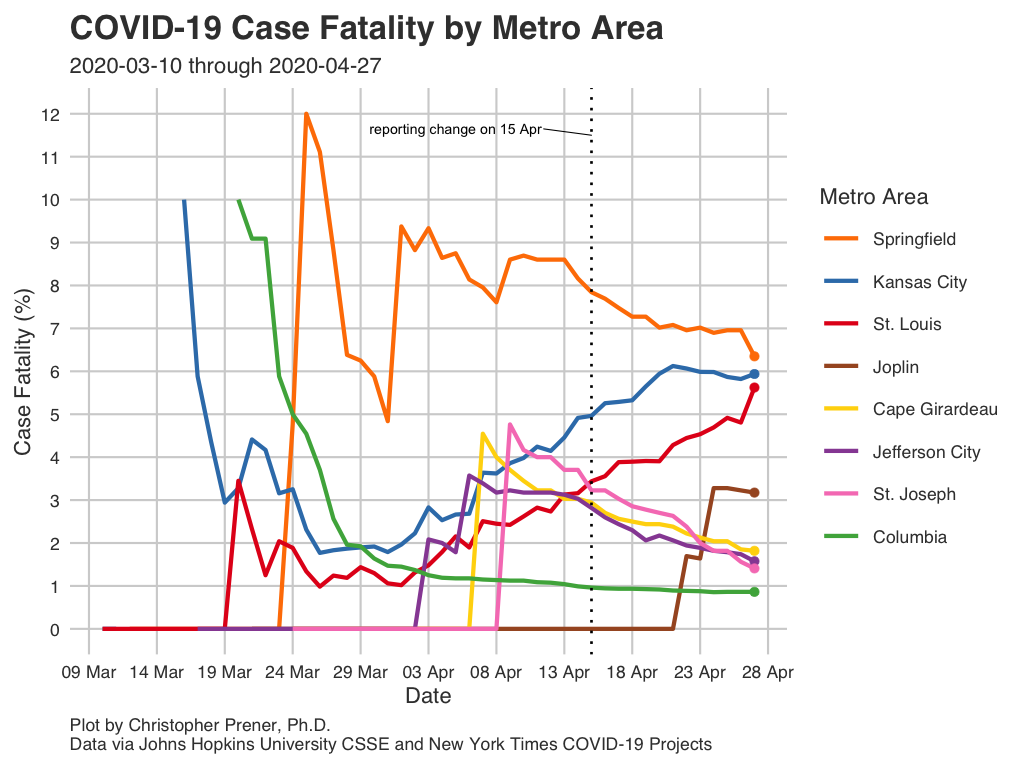 COVID-19 Case Fatality by Metro Area
2020-03-10 through 2020-04-27
12
11
10
9
8
7
6
5
4
3
2
1
0
Case Fatality (%)
reporting change on 15 Apr
09 Mar 14 Mar 19 Mar 24 Mar 29 Mar 03 Apr 08 Apr 13 Apr 18 Apr 23 Apr 28 Apr
Date
Metro Area
Springfield
Kansas City
St. Louis
Joplin
Cape Girardeau
Jefferson City
St. Joseph
Columbia
Plot by Christopher Prener, Ph.D.
Data via Johns Hopkins University CSSE and New York Times COVID-19 Projects